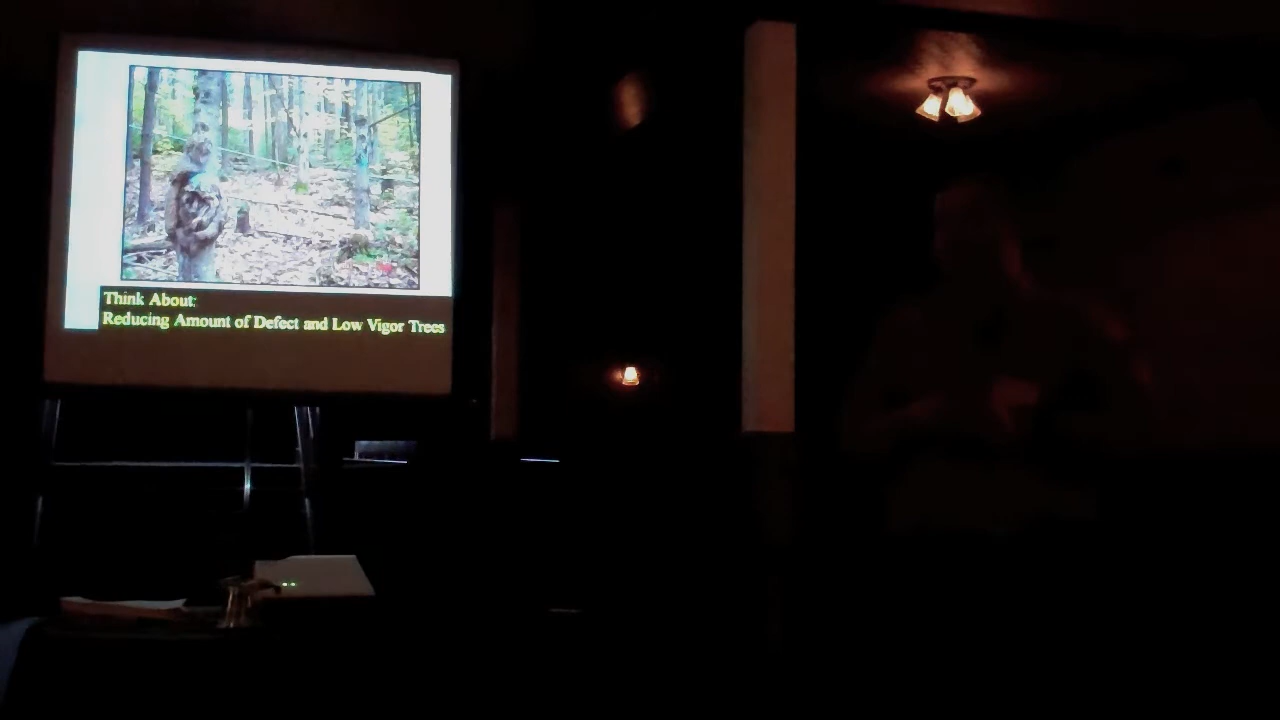 Think About:
Reducing Amount of Defect and Low Vigor Trees